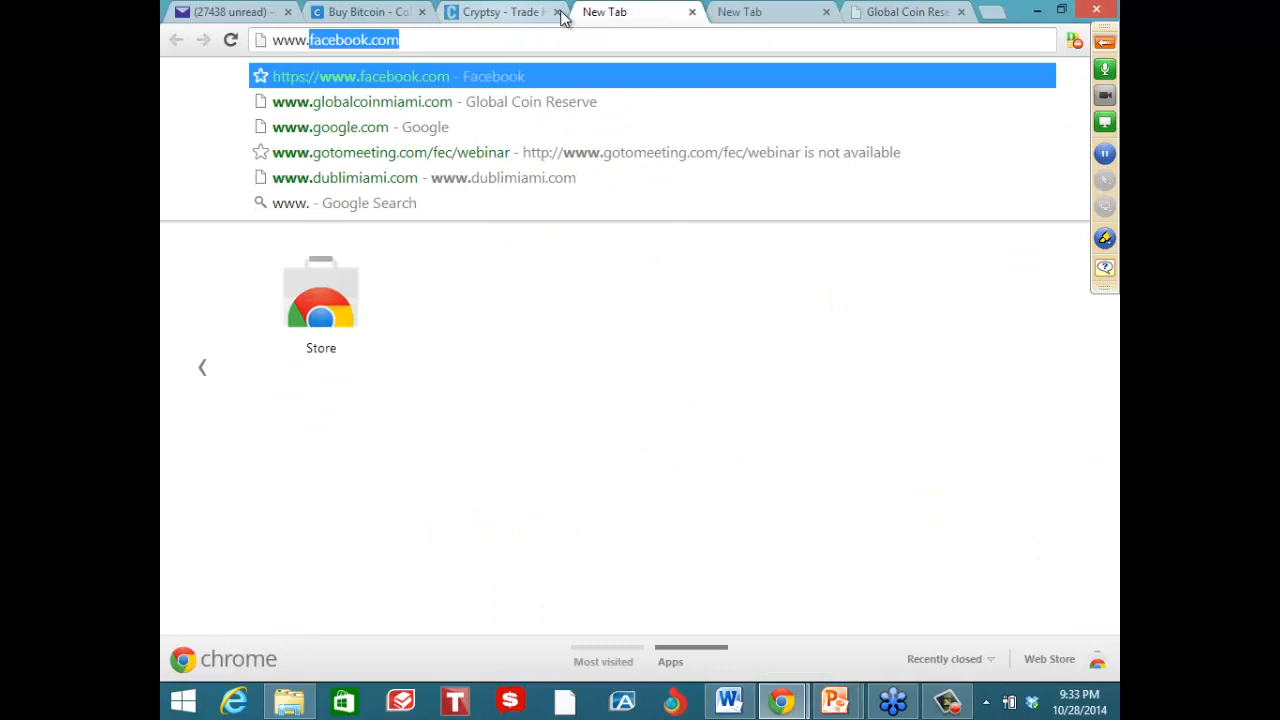 (27438 unread) - Buy Bitcoin - Co Cryptsy - Trade New Tab New Tab Global Coin Rese
www.facebook.com
https://www.facebook.com - Facebook
www.globalcoinmiami.com - Global Coin Reserve
www.google.com - Google
www.gotomeeting.com/fec/webinar - http://www.gotomeeting.com/fec/webinar is not available
www.dublimiami.com - www.dublimiami.com
www. - Google Search
Store
chrome Most visited Apps Recently closed Web Store
9:33 PM
10/28/2014